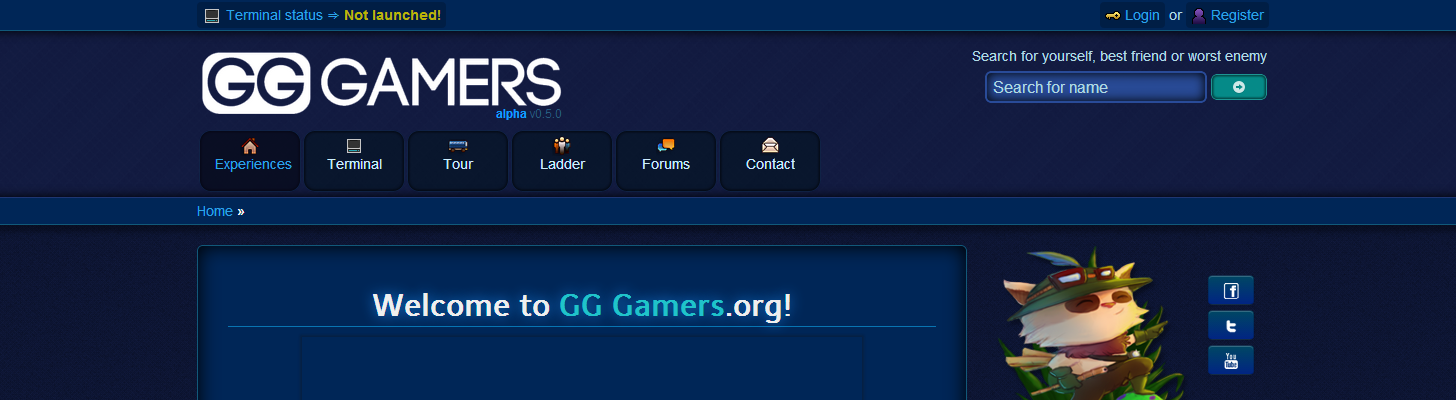 Terminal status ⇒ Not launched!
Login or Register
GG GAMERS
alpha v0.5.0
Search for yourself, best friend or worst enemy
Search for name
Experiences Terminal Tour Ladder Forums Contact
Home »
Welcome to GG Gamers.org!
f
t
You
Tube